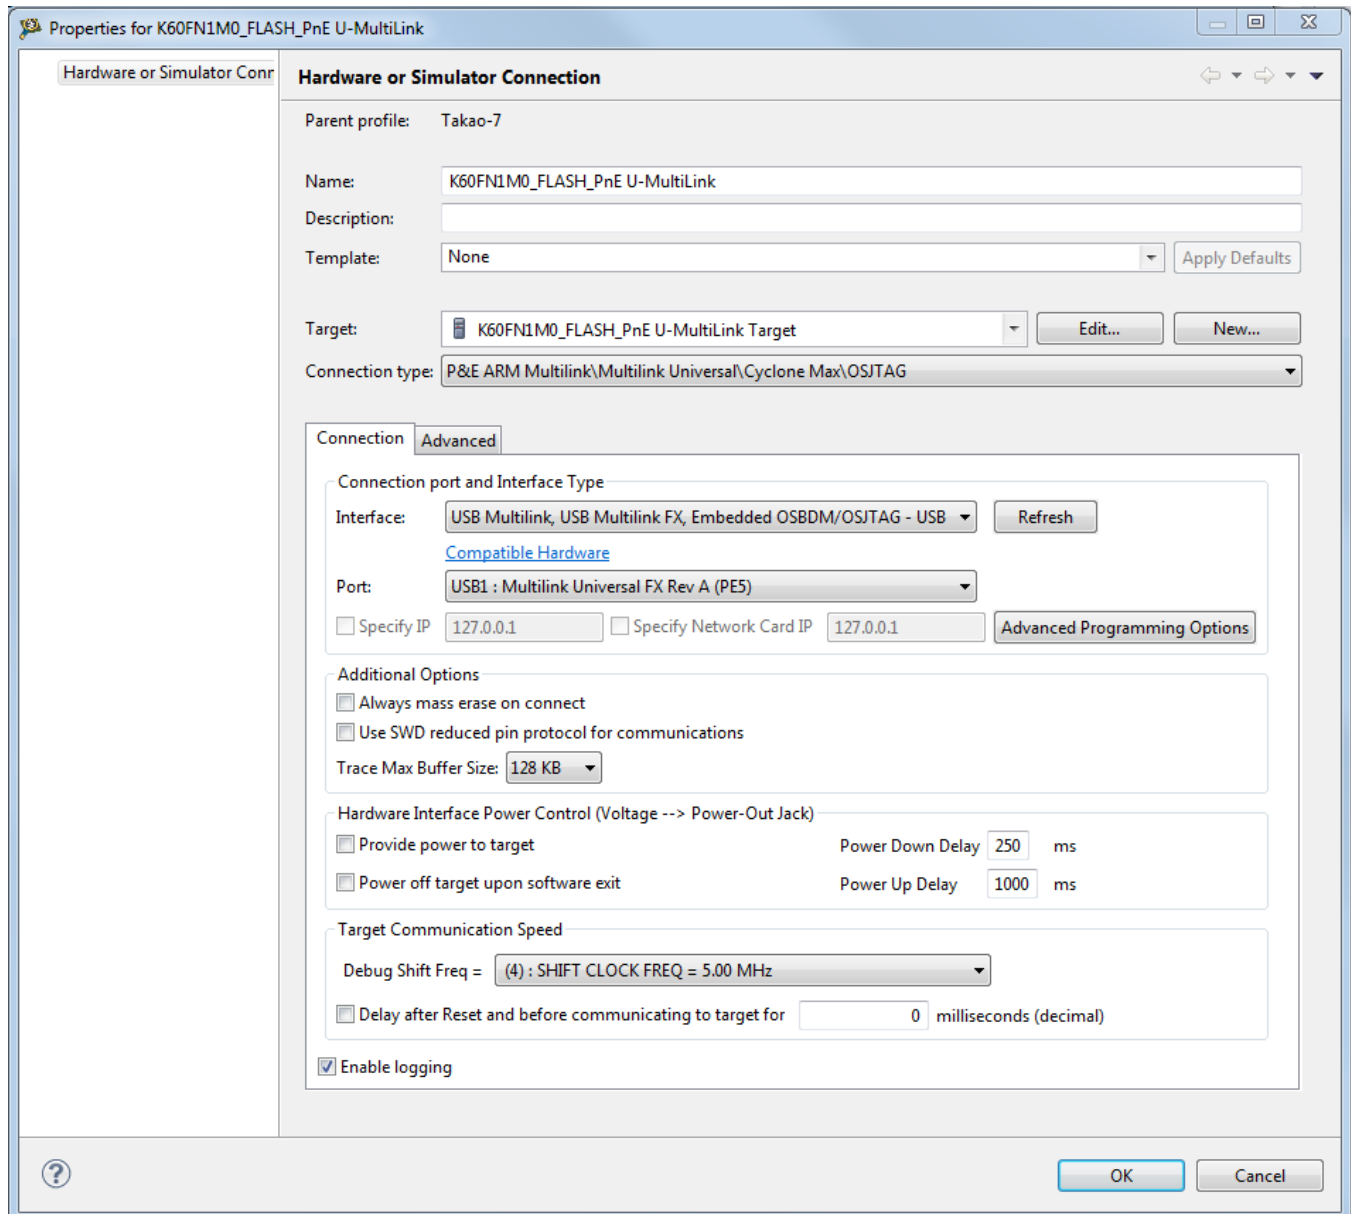 Properties for K60FN1M0_FLASH_PnE U-MultiLink
Hardware or Simulator Conr
Hardware or Simulator Connection
Parent profile: Takao-7
Name: K60FN1M0_FLASH_PnE U-MultiLink
Description:
Template: None Apply Defaults
Target: K60FN1M0_FLASH_PnE U-MultiLink Target Edit... New...
Connection type: P&E ARM Multilink\Multilink Universal\Cyclone Max\OSJTAG
Connection Advanced
Connection port and Interface Type
Interface: USB Multilink, USB Multilink FX, Embedded OSBDM/OSJTAG - USB Refresh
Compatible Hardware
Port: USB1 : Multilink Universal FX Rev A (PE5)
Specify IP 127.0.0.1 Specify Network Card IP 127.0.0.1 Advanced Programming Options
Additional Options
Always mass erase on connect
Use SWD reduced pin protocol for communications
Trace Max Buffer Size: 128 KB
Hardware Interface Power Control (Voltage --> Power-Out Jack)
Provide power to target Power Down Delay 250 ms
Power off target upon software exit Power Up Delay 1000 ms
Target Communication Speed
Debug Shift Freq = (4) : SHIFT CLOCK FREQ = 5.00 MHz
Delay after Reset and before communicating to target for 0 milliseconds (decimal)
Enable logging
? OK Cancel